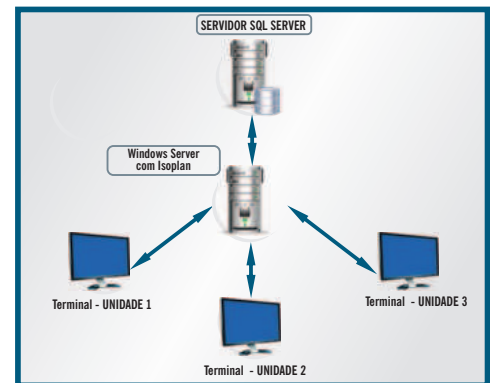 SERVIDOR SQL SERVER
Windows Server
com Isoplan
Terminal - UNIDADE 1
Terminal - UNIDADE 3
Terminal - UNIDADE 2